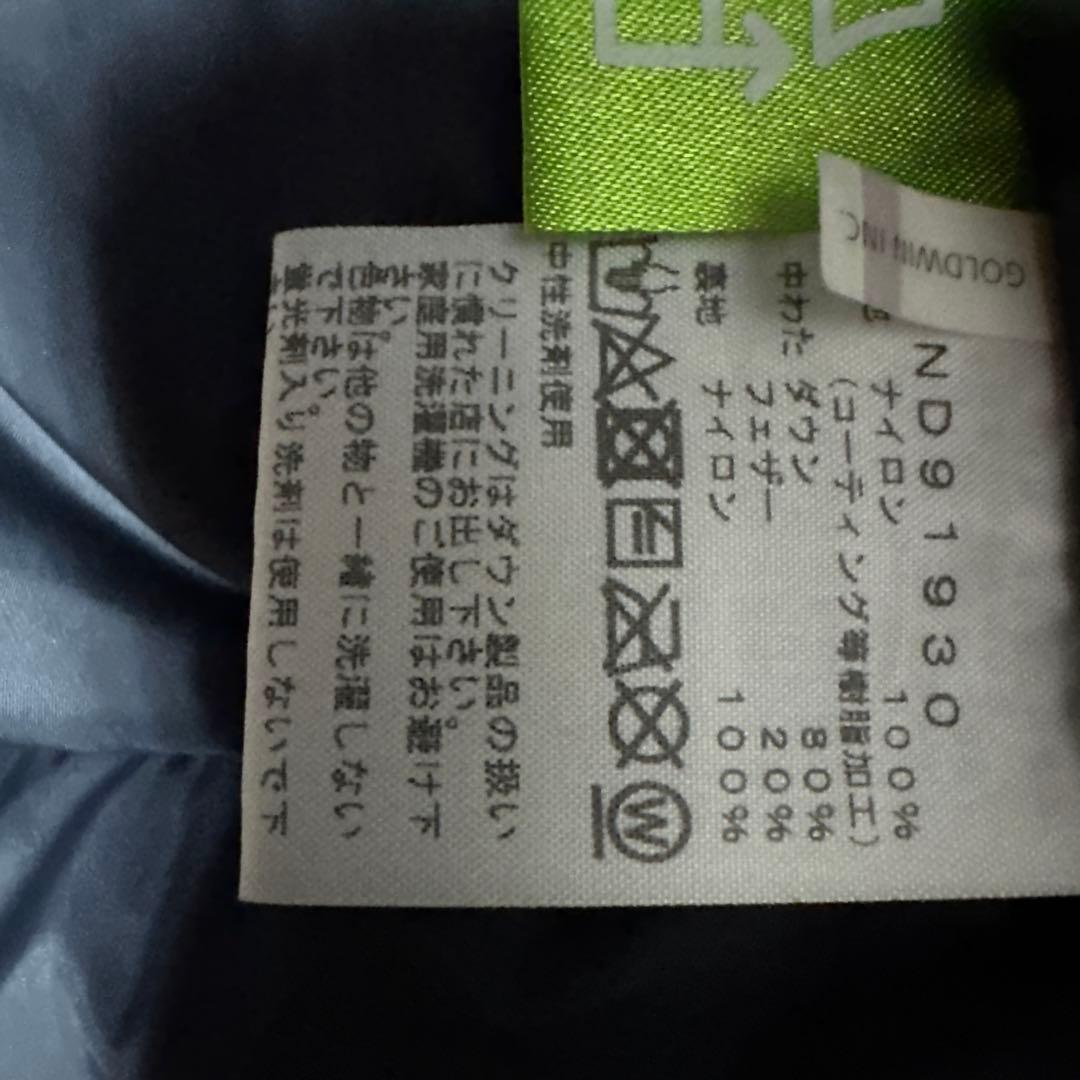 GOLDWIN INC.
ND91930
ナイロン 100%
(コーティング等樹脂加工)
中わた ダウン 80%
フェザー 20%
裏地 ナイロン 100%
W
中性洗剤使用
クリーニングはダウン製品の扱い
に慣れた店にお出し下さい。
家庭用洗濯機のご使用はお避け下
さい。
色物は他の物と一緒に洗濯しない
で下さい。
蛍光剤入り洗剤は使用しないで下
さい